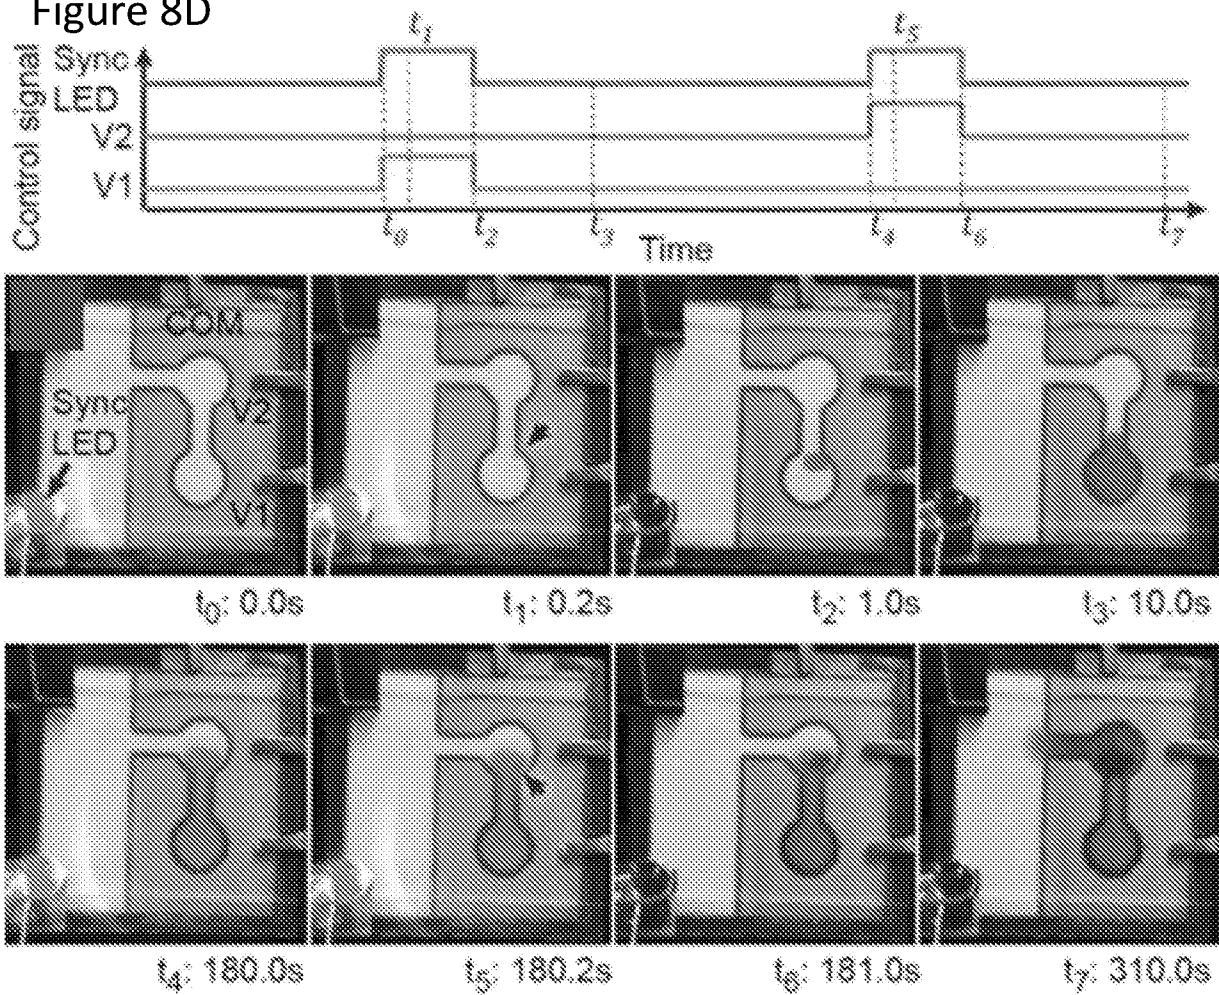 Figure 8D
t1 t5
Control signal
Sync
LED
V2
V1
t0 t2 t3 t4 t6 t7
Time
COM
Sync
LED
V2
V1
t0: 0.0s t1: 0.2s t2: 1.0s t3: 10.0s
t4: 180.0s t5: 180.2s t6: 181.0s t7: 310.0s